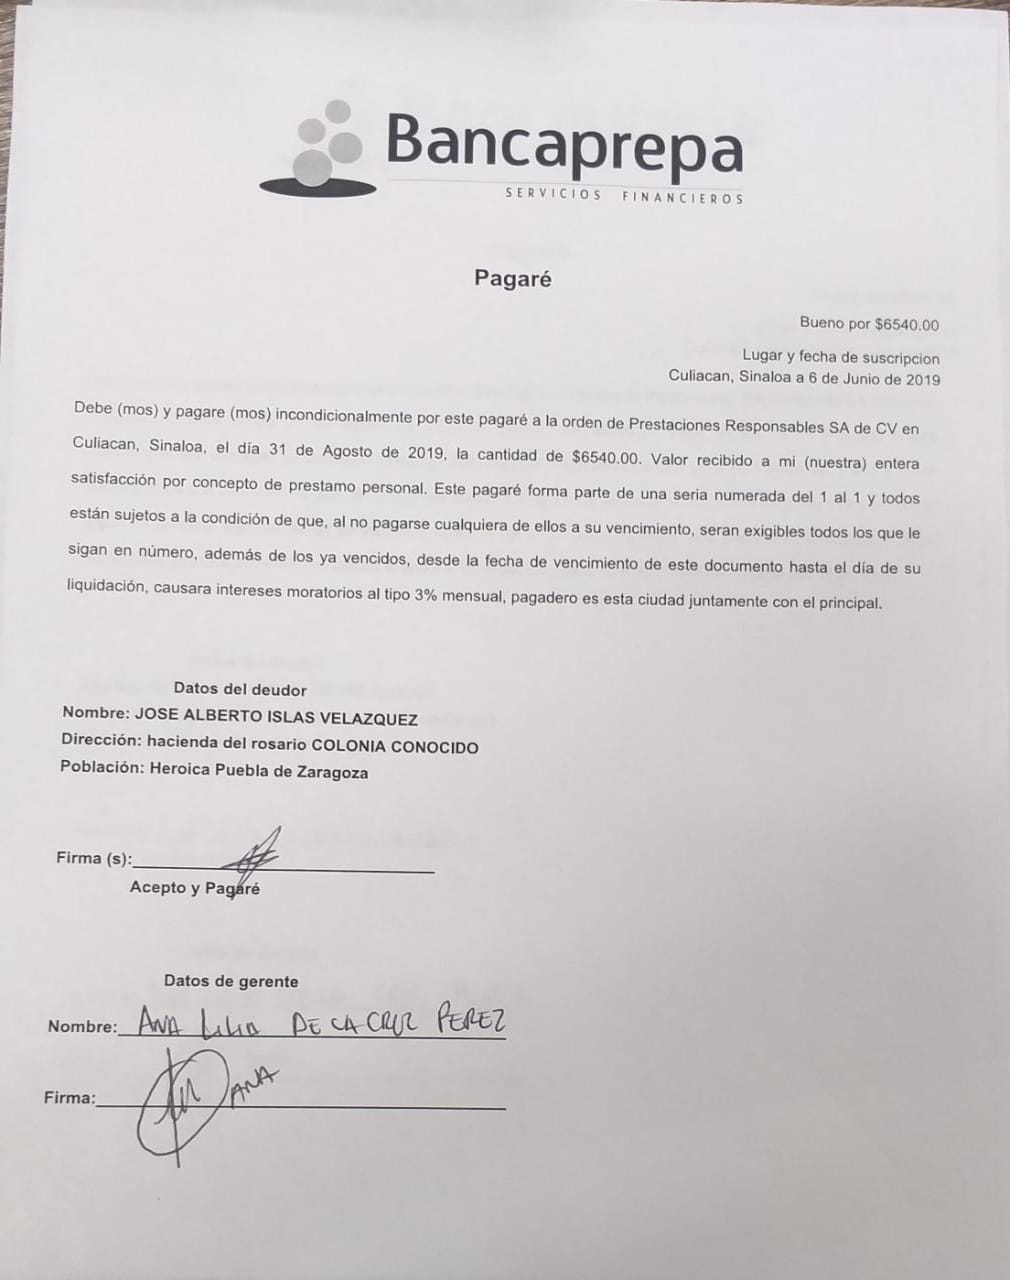 Bancaprepa
SERVICIOS FINANCIEROS
Pagaré
Bueno por $6540.00
Lugar y fecha de suscripcion
Culiacan, Sinaloa a 6 de Junio de 2019
Debe (mos) y pagare (mos) incondicionalmente por este pagaré a la orden de Prestaciones Responsables SA de CV en
Culiacan, Sinaloa, el día 31 de Agosto de 2019, la cantidad de $6540.00. Valor recibido a mi (nuestra) entera
satisfacción por concepto de prestamo personal. Este pagaré forma parte de una seria numerada del 1 al 1 y todos
están sujetos a la condición de que, al no pagarse cualquiera de ellos a su vencimiento, seran exigibles todos los que le
sigan en número, además de los ya vencidos, desde la fecha de vencimiento de este documento hasta el día de su
liquidación, causara intereses moratorios al tipo 3% mensual, pagadero es esta ciudad juntamente con el principal.
Datos del deudor
Nombre: JOSE ALBERTO ISLAS VELAZQUEZ
Dirección: hacienda del rosario COLONIA CONOCIDO
Población: Heroica Puebla de Zaragoza
Firma (s):
Acepto y Pagaré
Datos de gerente
Nombre: ANA LILIA DE LA CRUZ PEREZ
Firma: ANA